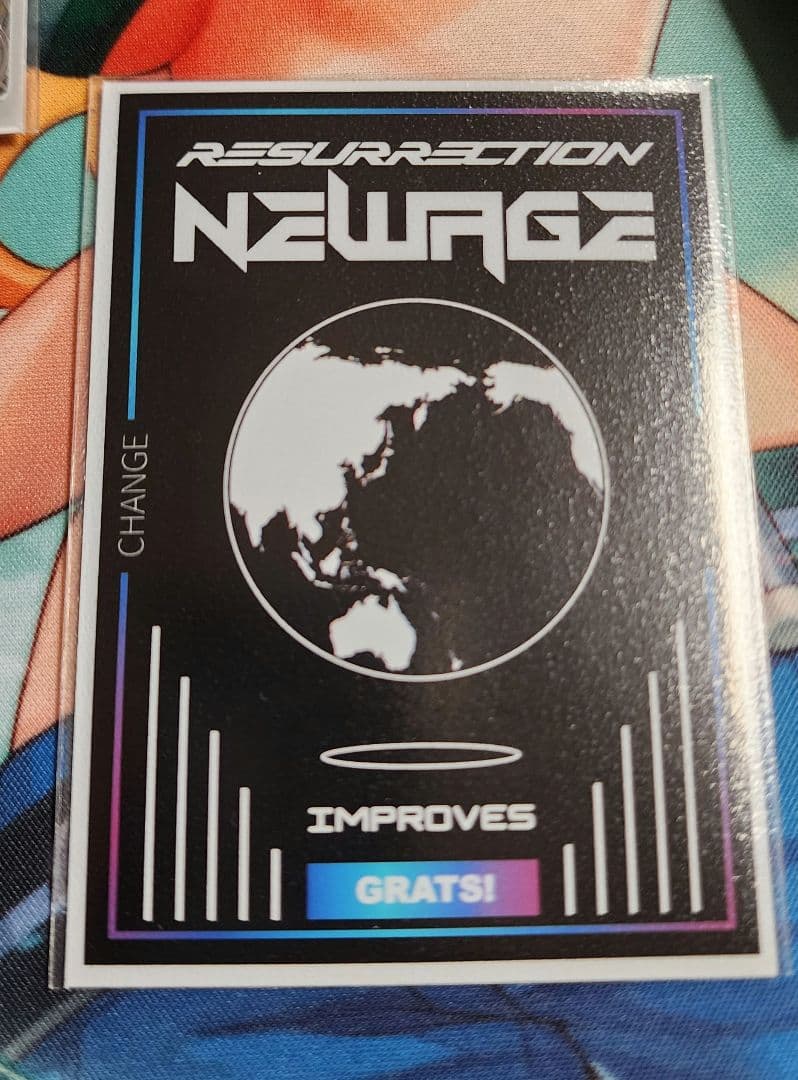 RESURRECTION
NEWAGE
CHANGE
IMPROVES
GRATS!